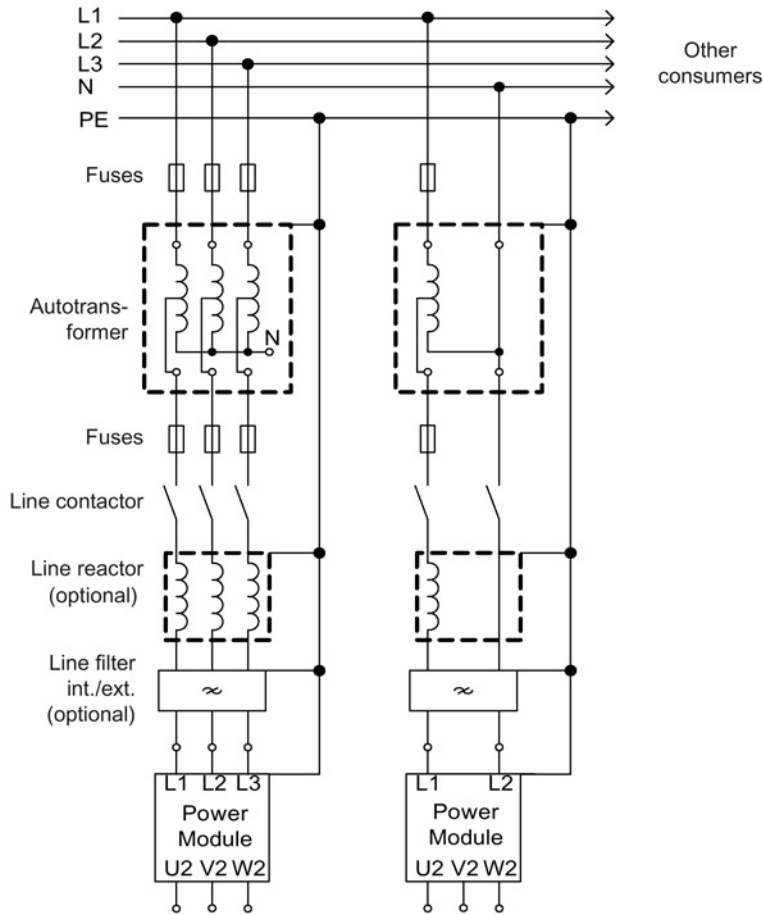 L1
L2
L3
N
PE
Other
consumers
Fuses
Autotrans-
former
N
Fuses
Line contactor
Line reactor
(optional)
Line filter
int./ext.
(optional)
L1 L2 L3
Power
Module
U2 V2 W2
L1 L2
Power
Module
U2 V2 W2